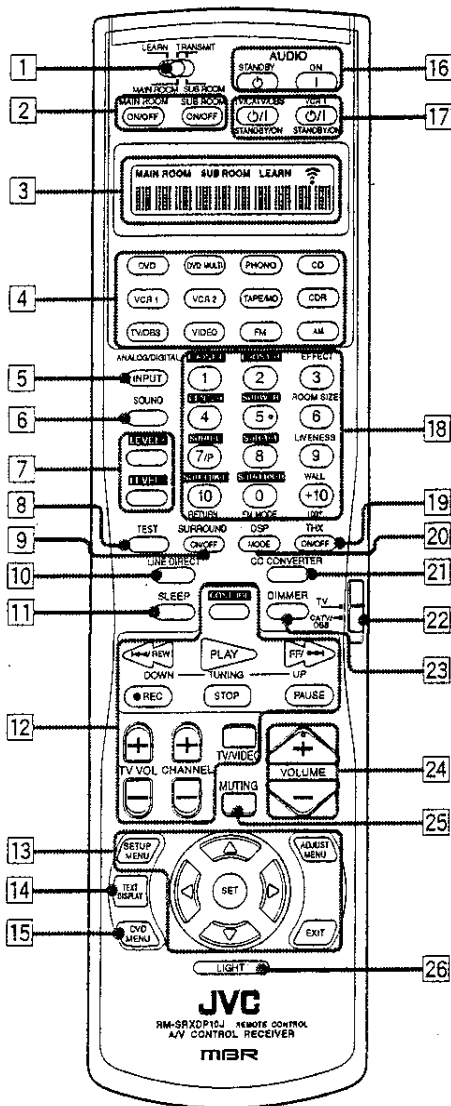 LEARN TRANSMIT
AUDIO
STANDBY ON
1
16
MAIN ROOM SUB ROOM
MAIN ROOM SUB ROOM
ON/OFF ON/OFF
2
TV/CATV/DBS VCR 1
STANDBY/ON STANDBY/ON
17
3
MAIN ROOM SUB ROOM LEARN
4
DVD DVD MULTI PHONO CD
VCR 1 VCR 2 TAPE/MD CDR
TV/DBS VIDEO FM AM
ANALOG/DIGITAL
EFFECT
5
INPUT
1 2 3
SOUND
ROOM SIZE
6
4 5 6
18
LIVENESS
7
7/P 8 9
WALL
10 0 +10
RETURN FM MODE 100+
8
19
TEST SURROUND DSP THX
ON/OFF MODE ON/OFF
9
20
LINE DIRECT CC CONVERTER
10
21
SLEEP DIMMER
11
TV
CATV/DBS
22
REW PLAY FF
23
DOWN TUNING UP
REC STOP PAUSE
12
+ + TV/VIDEO +
TV VOL CHANNEL VOLUME
24
– – MUTING –
25
13
SETUP MENU ADJUST MENU
14
TEXT DISPLAY SET
15
DVD MENU EXIT
LIGHT
26
JVC
RM-SRXDP10J REMOTE CONTROL
A/V CONTROL RECEIVER
MBR